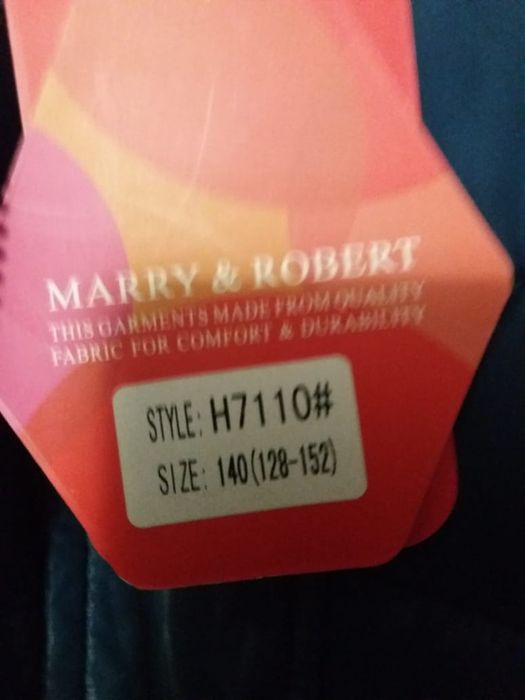 MARRY & ROBERT
THIS GARMENTS MADE FROM QUALITY
FABRIC FOR COMFORT & DURABILITY
STYLE: H7110#
SIZE: 140(128-152)